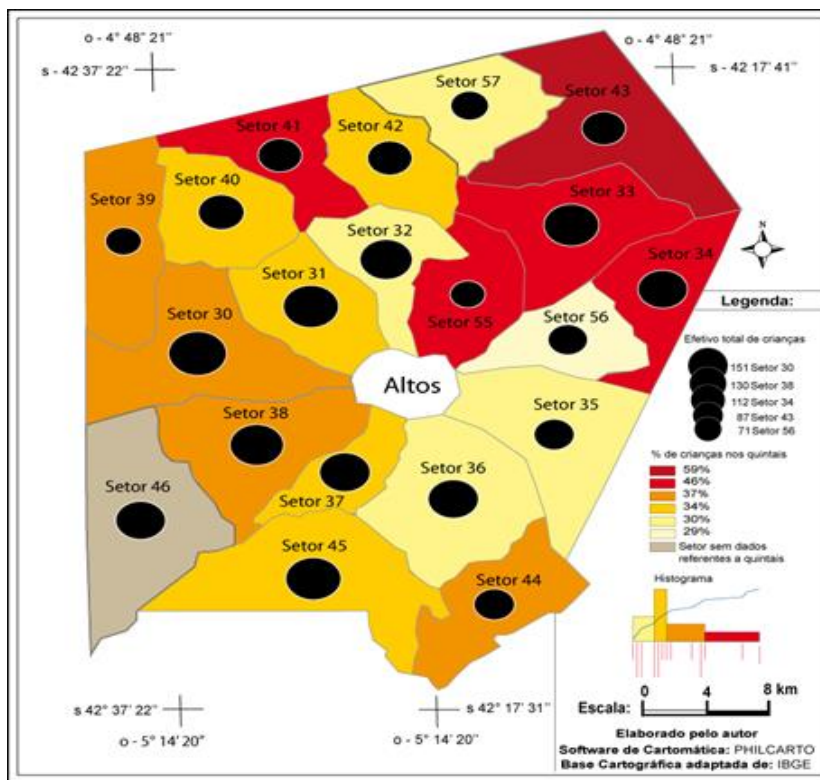 o - 4° 48' 21''
s - 42 37' 22''
o - 4° 48' 21''
s - 42° 17' 41''
Setor 57
Setor 43
Setor 41
Setor 42
Setor 40
Setor 39
Setor 33
Setor 32
Setor 34
Setor 31
N
Legenda:
Setor 30
Setor 55
Setor 56
Efetivo total de crianças
151 Setor 30
130 Setor 38
112 Setor 34
87 Setor 43
71 Setor 56
Altos
Setor 35
Setor 38
Setor 36
Setor 46
Setor 37
% de crianças nos quintais
59%
46%
37%
34%
30%
29%
Setor sem dados
referentes a quintais
Setor 45
Setor 44
Histograma
s 42° 37' 22''
o - 5° 14' 20''
s 42° 17' 31''
o - 5° 14' 20''
0 4 8 km
Escala:
Elaborado pelo autor
Software de Cartomática: PHILCARTO
Base Cartográfica adaptada de: IBGE